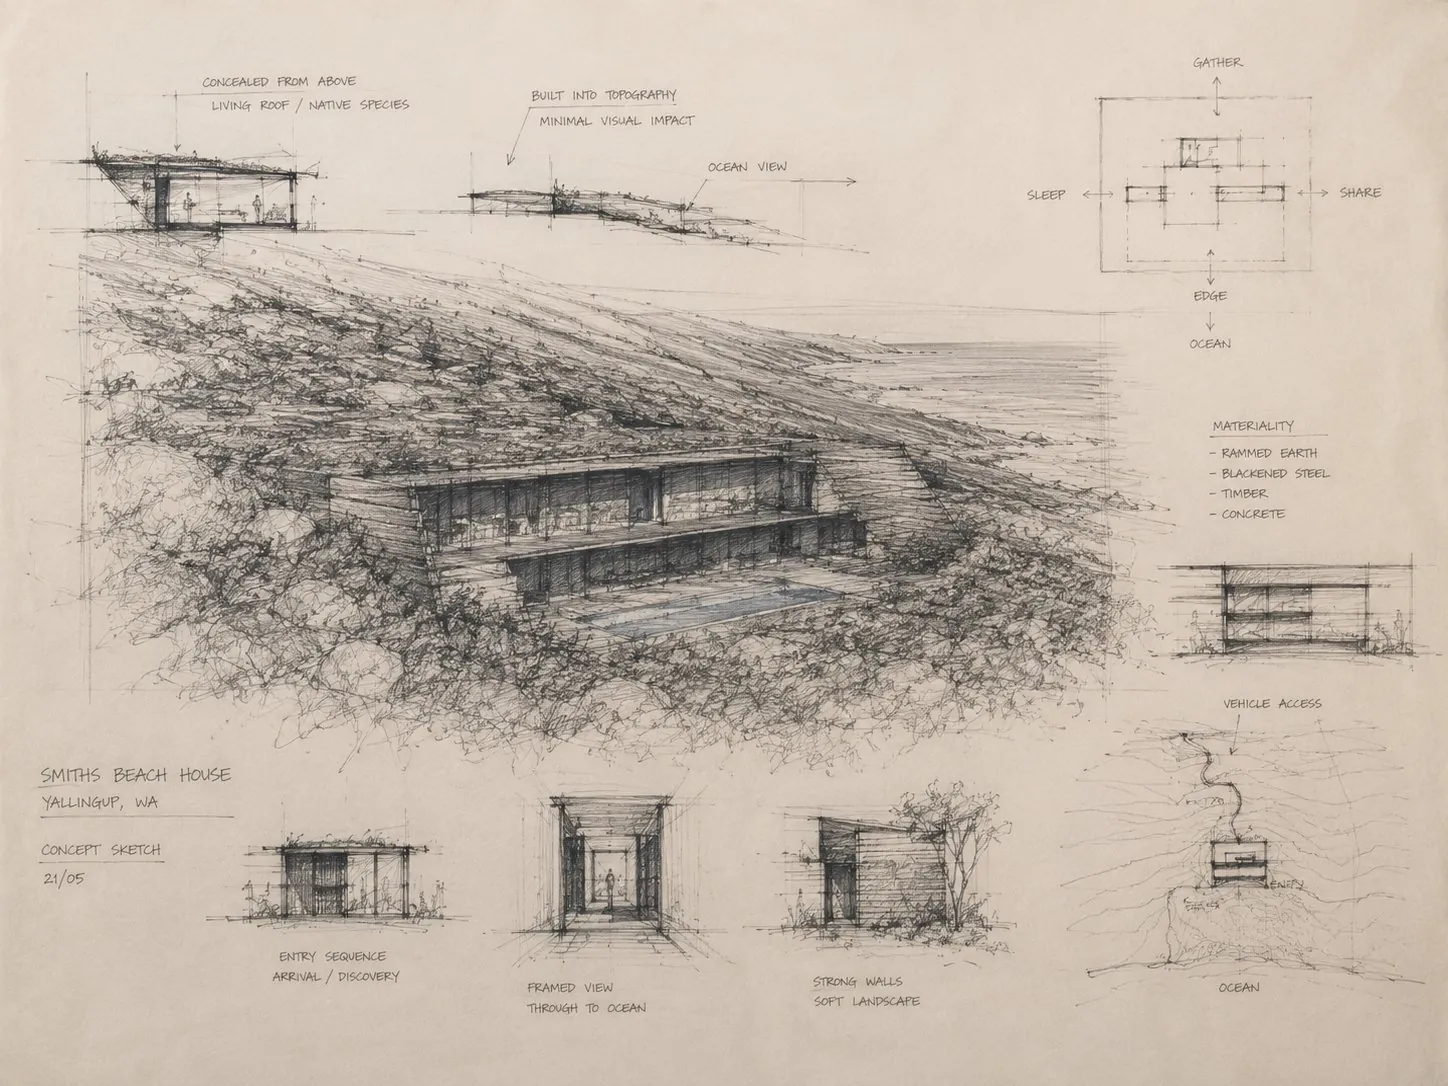 CONCEALED FROM ABOVE
LIVING ROOF / NATIVE SPECIES
BUILT INTO TOPOGRAPHY
MINIMAL VISUAL IMPACT
OCEAN VIEW
GATHER
SLEEP
SHARE
EDGE
OCEAN
MATERIALITY
- RAMMED EARTH
- BLACKENED STEEL
- TIMBER
- CONCRETE
VEHICLE ACCESS
ENTRY
OCEAN
SMITHS BEACH HOUSE
YALLINGUP, WA
CONCEPT SKETCH
21/05
ENTRY SEQUENCE
ARRIVAL / DISCOVERY
FRAMED VIEW
THROUGH TO OCEAN
STRONG WALLS
SOFT LANDSCAPE